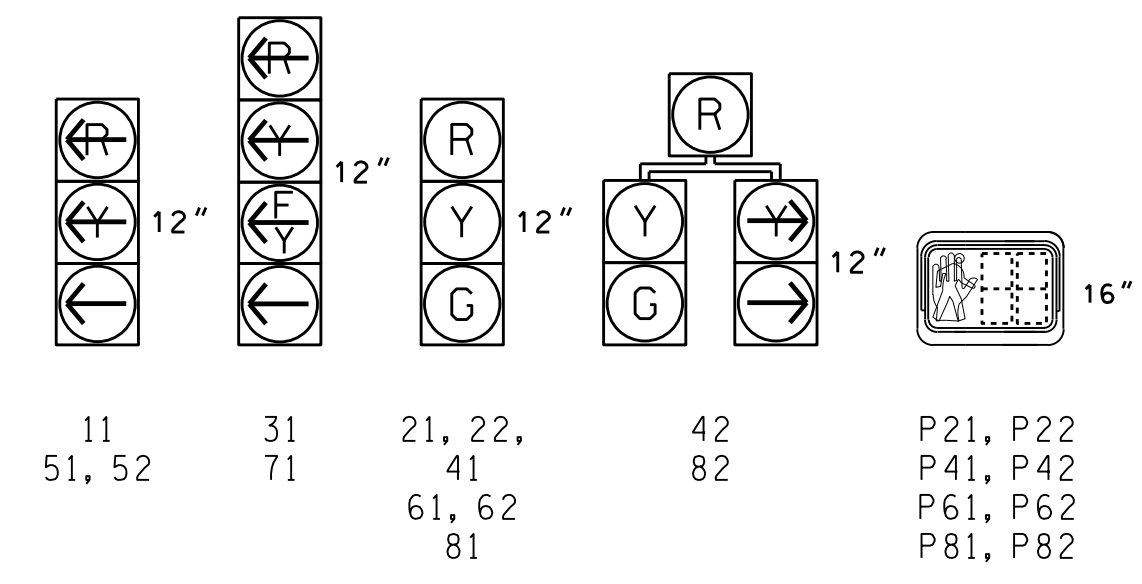 R
Y
12"
R
Y
F
Y
12"
R
Y
G
12"
R
Y
G
Y
12"
16"
11
51, 52
31
71
21, 22,
41
61, 62
81
42
82
P21, P22
P41, P42
P61, P62
P81, P82